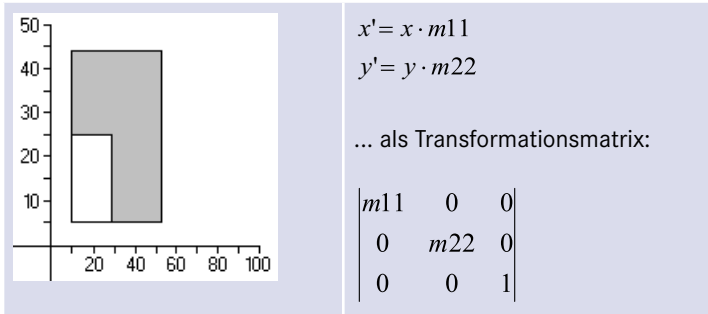 50
40
30
20
10
20 40 60 80 100
x'= x · m11
y'= y · m22
... als Transformationsmatrix:
|m11 0 0|
|0 m22 0|
|0 0 1|